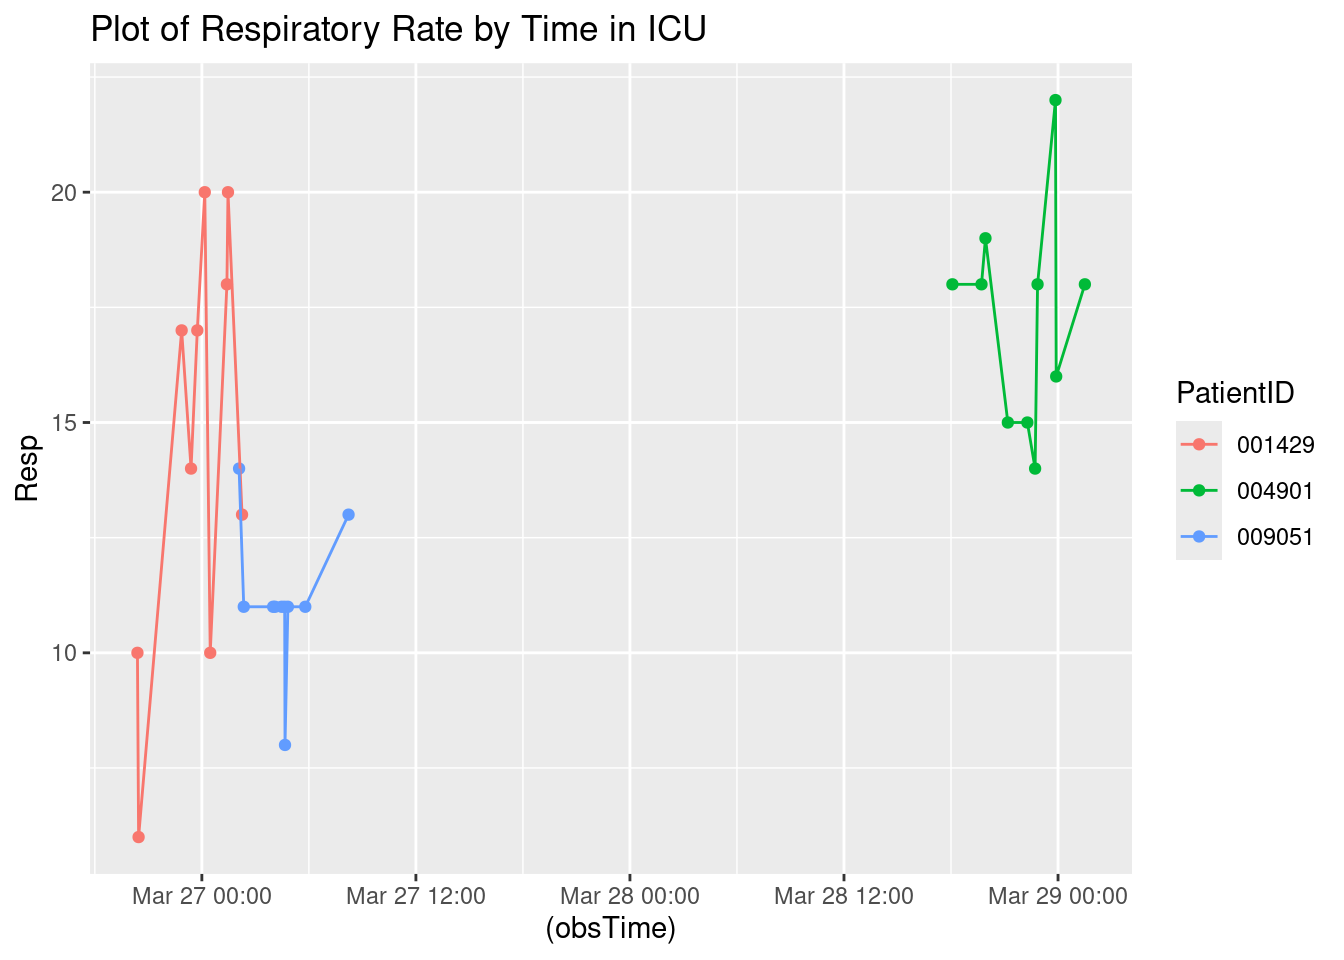 Plot of Respiratory Rate by Time in ICU
Resp
20
15
10
Mar 27 00:00
Mar 27 12:00
Mar 28 00:00
Mar 28 12:00
Mar 29 00:00
(obsTime)
PatientID
001429
004901
009051